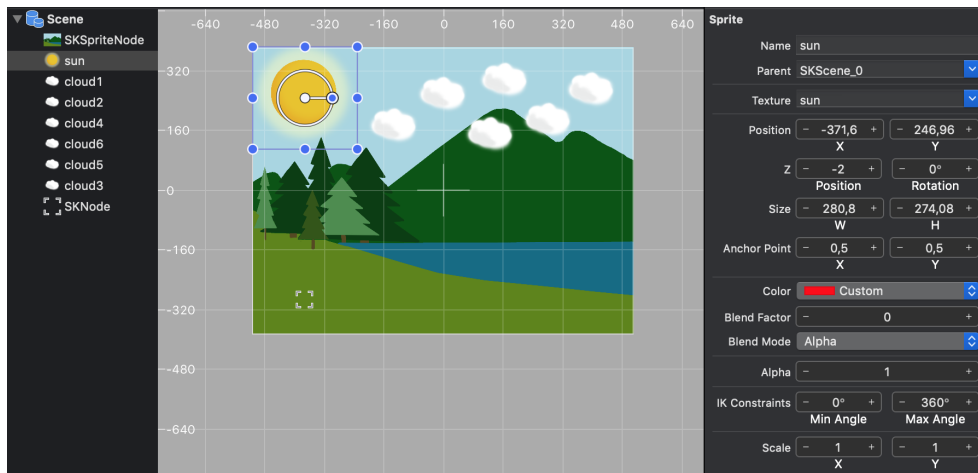 Scene
SKSpriteNode
sun
cloud1
cloud2
cloud4
cloud6
cloud5
cloud3
SKNode
-640 -480 -320 -160 0 160 320 480 640
320
160
0
-160
-320
-480
-640
Sprite
Name sun
Parent SKScene_0
Texture sun
Position - -371,6 + - 246,96 +
X Y
Z - -2 + - 0° +
Position Rotation
Size - 280,8 + - 274,08 +
W H
Anchor Point - 0,5 + - 0,5 +
X Y
Color Custom
Blend Factor - 0 +
Blend Mode Alpha
Alpha - 1 +
IK Constraints - 0° + - 360° +
Min Angle Max Angle
Scale - 1 + - 1 +
X Y